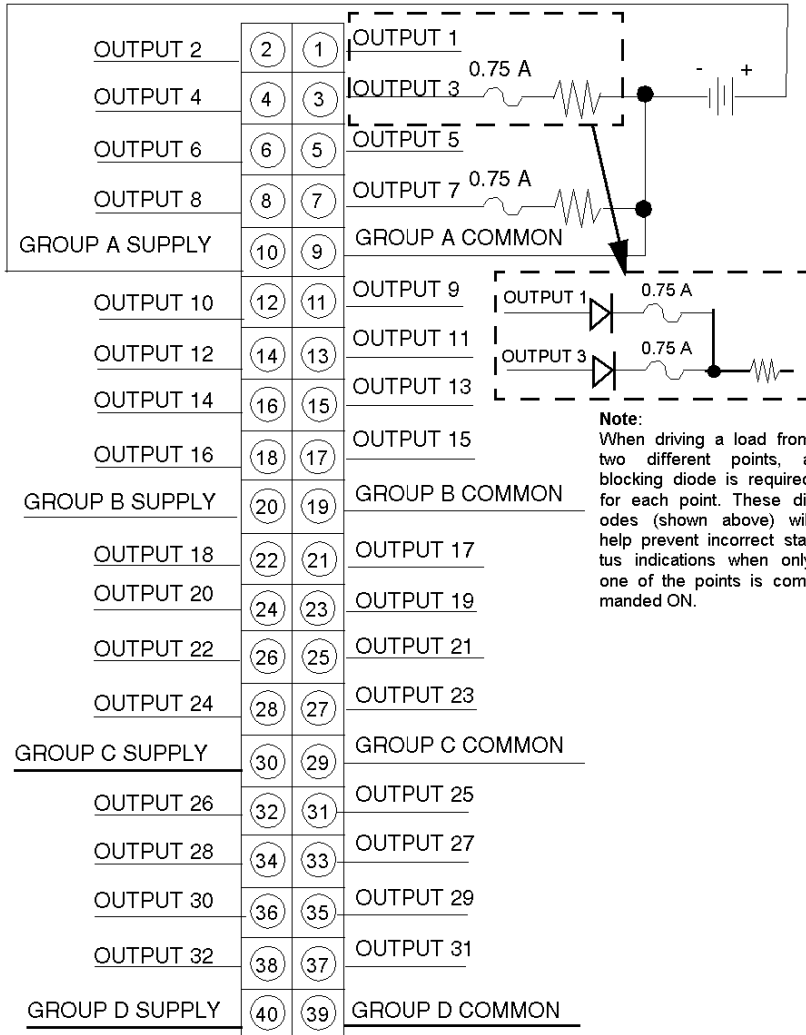 OUTPUT 2 2 1 OUTPUT 1
0.75 A - +
OUTPUT 4 4 3 OUTPUT 3
OUTPUT 6 6 5 OUTPUT 5
OUTPUT 8 8 7 OUTPUT 7 0.75 A
GROUP A SUPPLY 10 9 GROUP A COMMON
OUTPUT 10 12 11 OUTPUT 9
OUTPUT 12 14 13 OUTPUT 11
OUTPUT 14 16 15 OUTPUT 13
OUTPUT 16 18 17 OUTPUT 15
GROUP B SUPPLY 20 19 GROUP B COMMON
OUTPUT 18 22 21 OUTPUT 17
OUTPUT 20 24 23 OUTPUT 19
OUTPUT 22 26 25 OUTPUT 21
OUTPUT 24 28 27 OUTPUT 23
GROUP C SUPPLY 30 29 GROUP C COMMON
OUTPUT 26 32 31 OUTPUT 25
OUTPUT 28 34 33 OUTPUT 27
OUTPUT 30 36 35 OUTPUT 29
OUTPUT 32 38 37 OUTPUT 31
GROUP D SUPPLY 40 39 GROUP D COMMON
OUTPUT 1 0.75 A
OUTPUT 3 0.75 A
Note:
When driving a load from
two different points, a
blocking diode is required
for each point. These di
odes (shown above) wil
help prevent incorrect sta
tus indications when only
one of the points is com
manded ON.